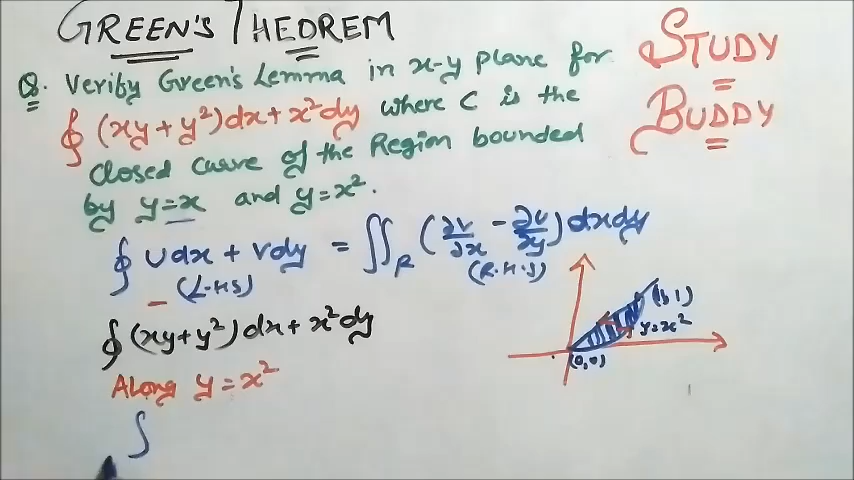 GREEN'S THEOREM
STUDY
BUDDY
Q. Verify Green's Lemma in x-y plane for
∮ (xy + y²)dx + x²dy where C is the
closed curve of the Region bounded
by y=x and y=x².
∮ Udx + Vdy = ∬_R (∂V/∂x − ∂U/∂y) dxdy
(L.H.S) (R.H.S)
∮ (xy+y²)dx + x²dy
Along y = x²
∫
(1,1)
y=x²
(0,0)